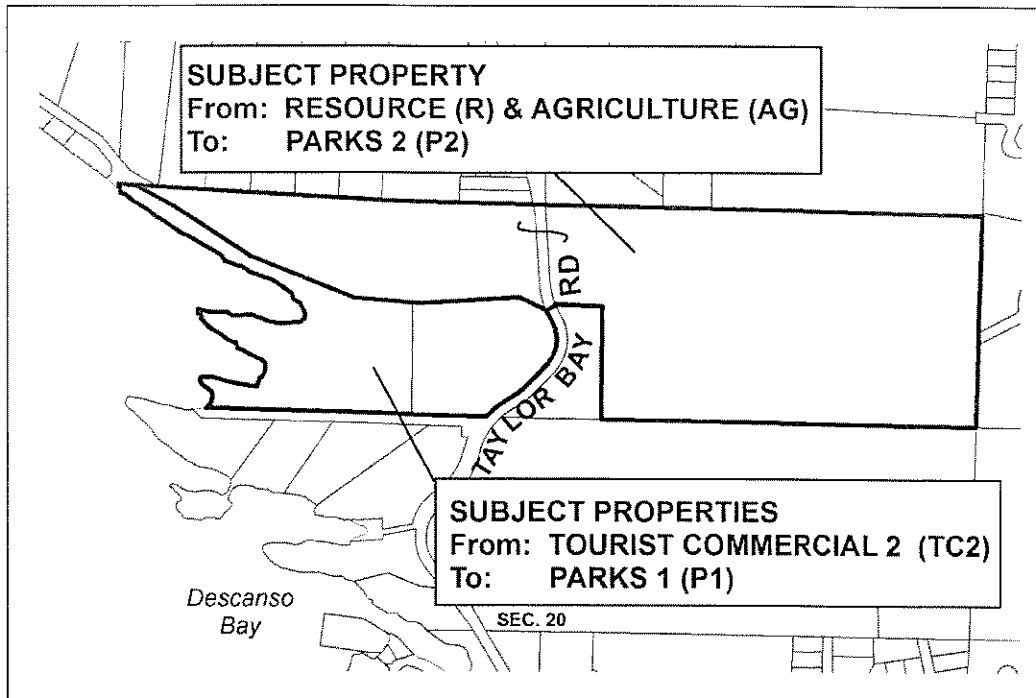 SUBJECT PROPERTY
From: RESOURCE (R) & AGRICULTURE (AG)
To: PARKS 2 (P2)
TAYLOR BAY RD
SUBJECT PROPERTIES
From: TOURIST COMMERCIAL 2 (TC2)
To: PARKS 1 (P1)
Descanso
Bay
SEC. 20